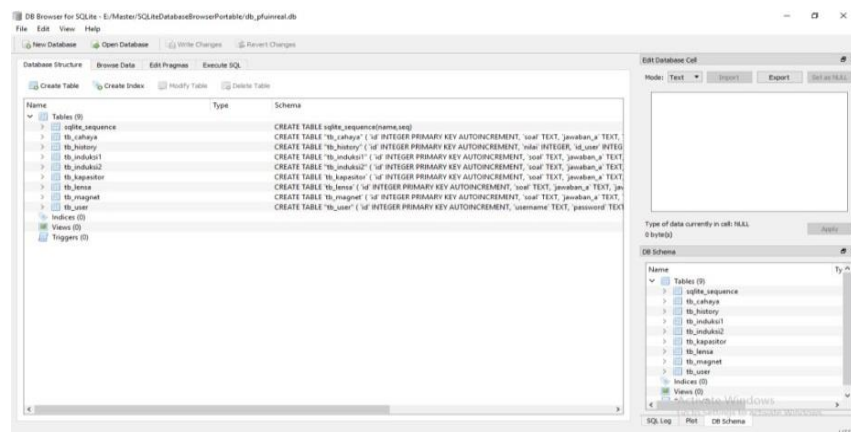 DB Browser for SQLite - E:/Master/SQLiteDatabaseBrowserPortable/db_pfuinreal.db
File Edit View Help
New Database Open Database Write Changes Revert Changes
Database Structure Browse Data Edit Pragmas Execute SQL
Create Table Create Index Modify Table Delete Table
Name Type Schema
Tables (9)
sqlite_sequence CREATE TABLE sqlite_sequence(name,seq)
tb_cahaya CREATE TABLE "tb_cahaya" ( `id` INTEGER PRIMARY KEY AUTOINCREMENT, `soal` TEXT, `jawaban_a` TEXT,
tb_history CREATE TABLE "tb_history" ( `id` INTEGER PRIMARY KEY AUTOINCREMENT, `nilai` INTEGER, `id_user` INTEG
tb_induksi1 CREATE TABLE "tb_induksi1" ( `id` INTEGER PRIMARY KEY AUTOINCREMENT, `soal` TEXT, `jawaban_a` TEXT,
tb_induksi2 CREATE TABLE "tb_induksi2" ( `id` INTEGER PRIMARY KEY AUTOINCREMENT, `soal` TEXT, `jawaban_a` TEXT,
tb_kapasitor CREATE TABLE "tb_kapasitor" ( `id` INTEGER PRIMARY KEY AUTOINCREMENT, `soal` TEXT, `jawaban_a` TEXT,
tb_lensa CREATE TABLE "tb_lensa" ( `id` INTEGER PRIMARY KEY AUTOINCREMENT, `soal` TEXT, `jawaban_a` TEXT, `jaw
tb_magnet CREATE TABLE "tb_magnet" ( `id` INTEGER PRIMARY KEY AUTOINCREMENT, `soal` TEXT, `jawaban_a` TEXT,
tb_user CREATE TABLE "tb_user" ( `id` INTEGER PRIMARY KEY AUTOINCREMENT, `username` TEXT, `password` TEXT
Indices (0)
Views (0)
Triggers (0)
Edit Database Cell
Mode: Text Import Export Set as NULL
Type of data currently in cell: NULL
0 byte(s)
Apply
DB Schema
Name Ty
Tables (9)
sqlite_sequence
tb_cahaya
tb_history
tb_induksi1
tb_induksi2
tb_kapasitor
tb_lensa
tb_magnet
tb_user
Indices (0)
Views (0)
Activate Windows
SQL Log Plot DB Schema